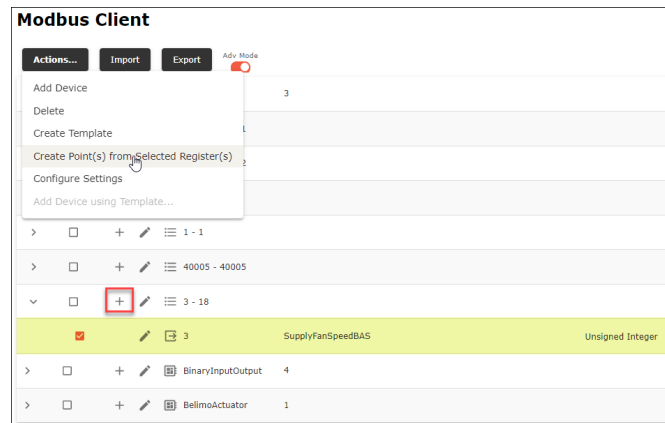 Modbus Client
Actions... Import Export Adv Mode
Add Device 3
Delete
Create Template
Create Point(s) from Selected Register(s)
Configure Settings
Add Device using Template...
1 - 1
40005 - 40005
3 - 18
3 SupplyFanSpeedBAS Unsigned Integer
BinaryInputOutput 4
BelimoActuator 1